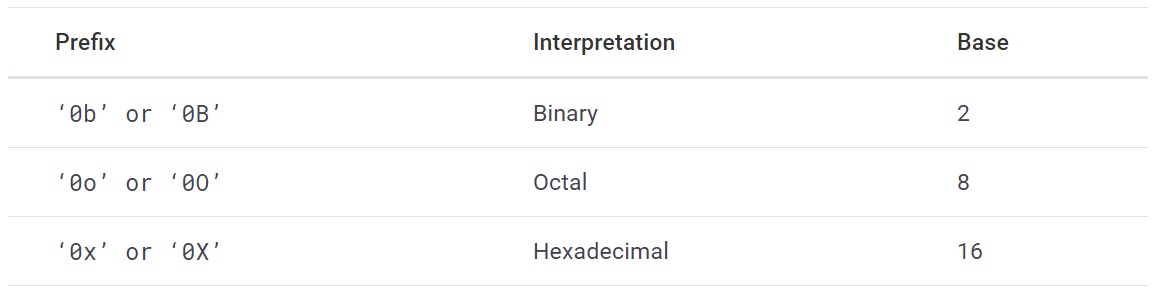 Prefix Interpretation Base
‘0b’ or ‘0B’ Binary 2
‘0o’ or ‘0O’ Octal 8
‘0x’ or ‘0X’ Hexadecimal 16